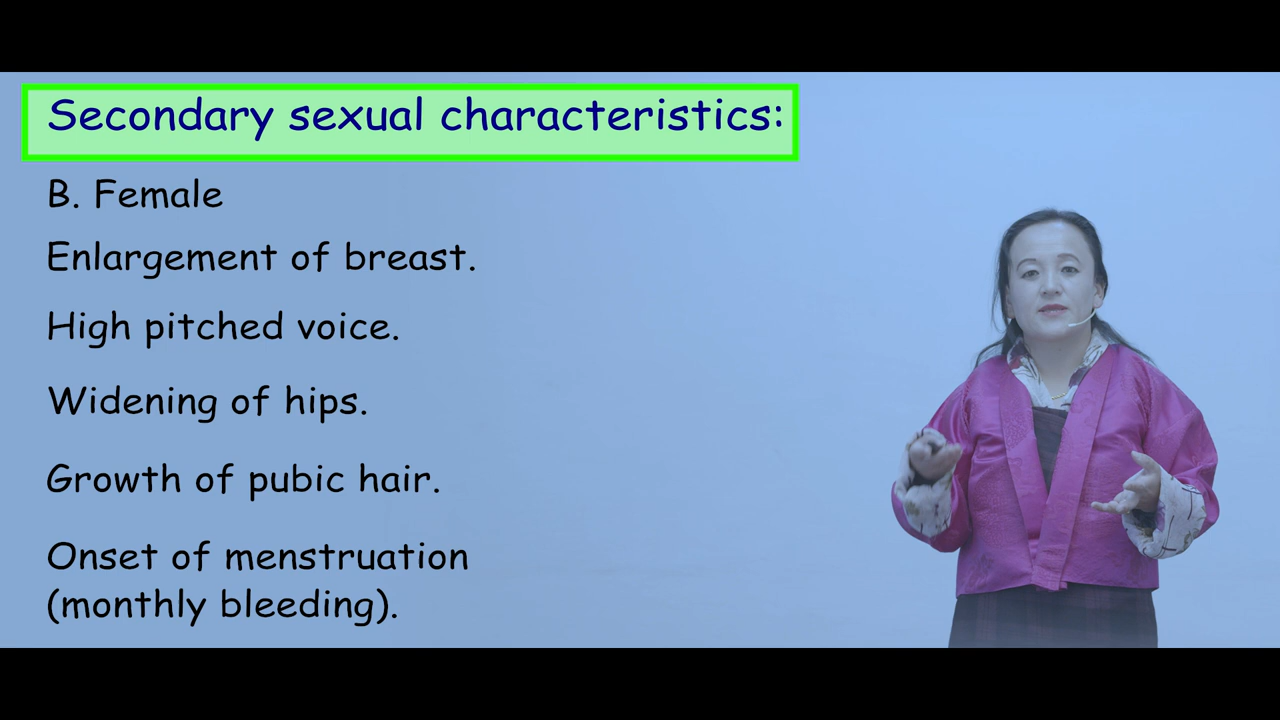 Secondary sexual characteristics:
B. Female
Enlargement of breast.
High pitched voice.
Widening of hips.
Growth of pubic hair.
Onset of menstruation
(monthly bleeding).